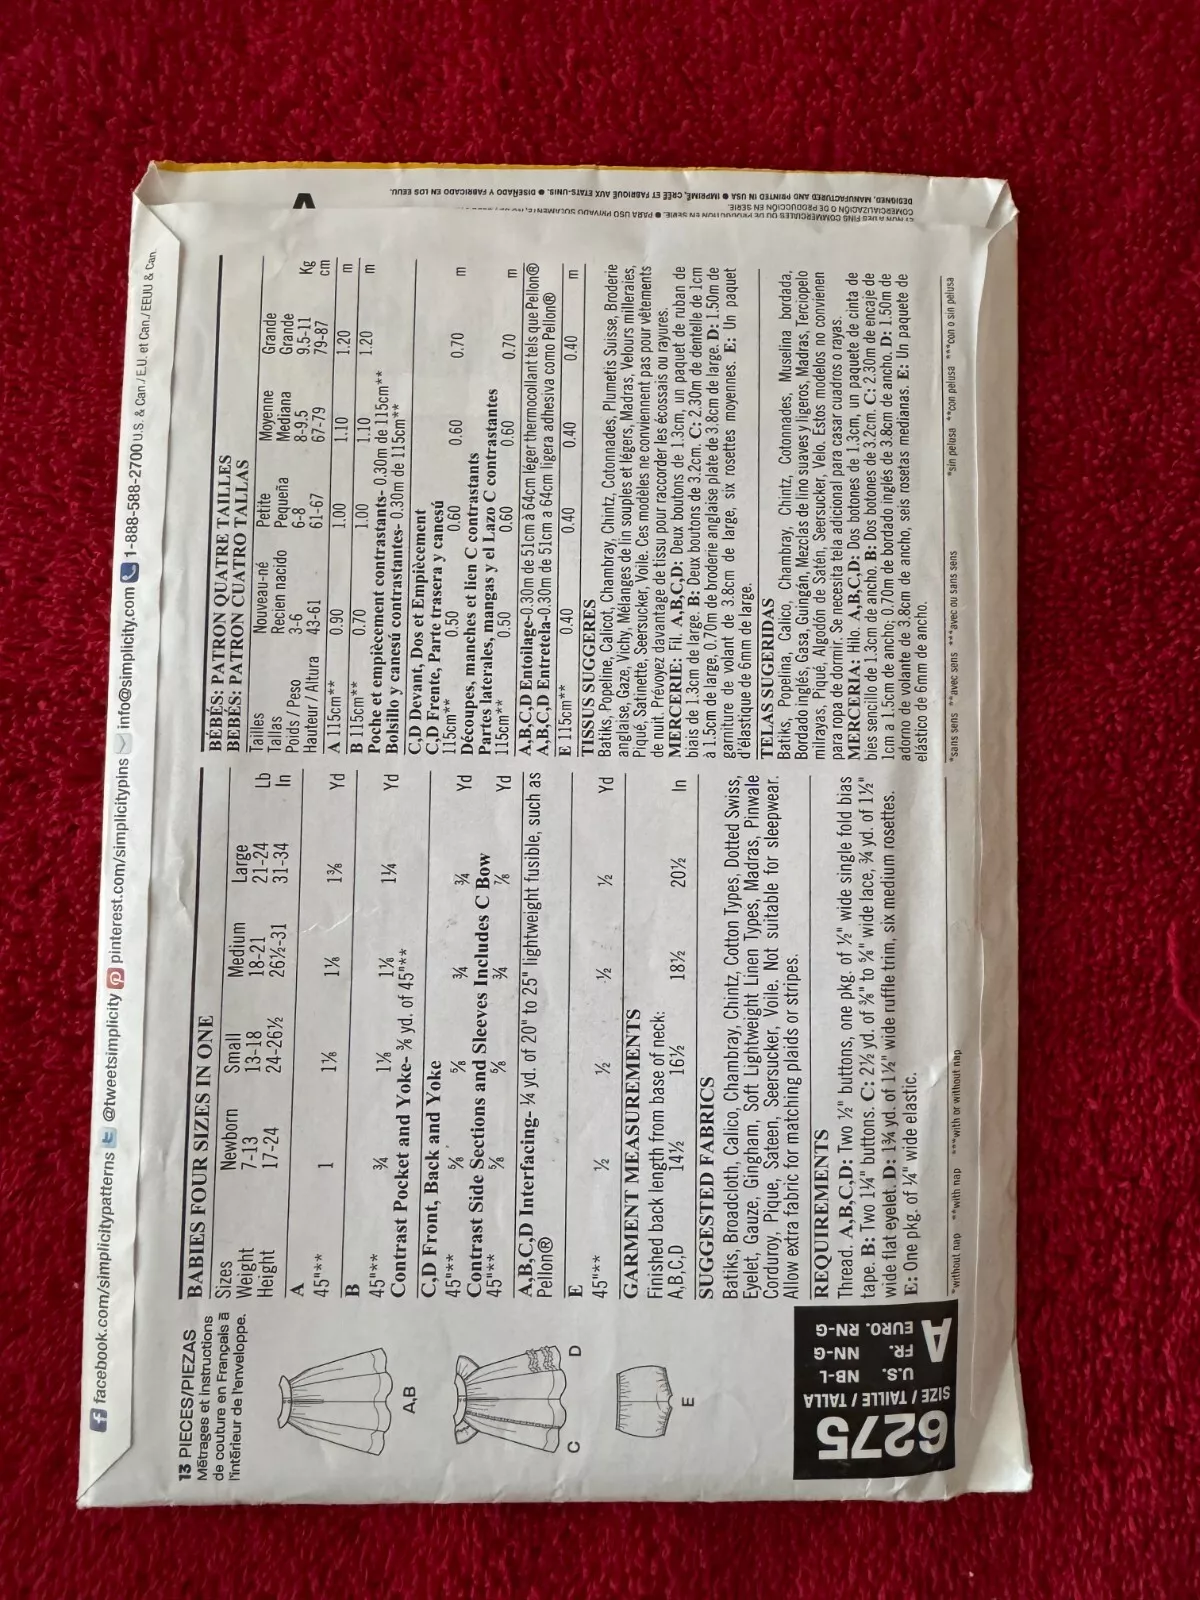 facebook.com/simplicitypatterns @tweetsimplicity pinterest.com/simplicitypins info@simplicity.com 1-888-588-2700 U.S. & Can./ E.U. et Can./ EEUU & Can.
13 PIECES/PIEZAS
Métrages et instructions
de couture en Français à
l'intérieur de l'enveloppe.
A,B
C
D
E
6275
SIZE / TAILLE / TALLA
U.S. NB-L
FR. NN-G
EURO. RN-G
A
BABIES FOUR SIZES IN ONE
Sizes Newborn Small Medium Large
Weight 7-13 13-18 18-21 21-24 Lb
Height 17-24 24-26½ 26½-31 31-34 In
A
45"** 1 1⅛ 1⅛ 1⅜ Yd
B
45"** ¾ 1⅛ 1⅛ 1¼ Yd
Contrast Pocket and Yoke- ⅜ yd. of 45"**
C,D Front, Back and Yoke
45"** ⅝ ⅝ ¾ ¾ Yd
Contrast Side Sections and Sleeves Includes C Bow
45"** ⅝ ⅝ ¾ ⅞ Yd
A,B,C,D Interfacing- ¼ yd. of 20" to 25" lightweight fusible, such as
Pellon®
E
45"** ½ ½ ½ ½ Yd
GARMENT MEASUREMENTS
Finished back length from base of neck:
A,B,C,D 14½ 16½ 18½ 20½ In
SUGGESTED FABRICS
Batiks, Broadcloth, Calico, Chambray, Chintz, Cotton Types, Dotted Swiss,
Eyelet, Gauze, Gingham, Soft Lightweight Linen Types, Madras, Pinwale
Corduroy, Pique, Sateen, Seersucker, Voile. Not suitable for sleepwear.
Allow extra fabric for matching plaids or stripes.
REQUIREMENTS
Thread. A,B,C,D: Two ½" buttons, one pkg. of ½" wide single fold bias
tape. B: Two 1¼" buttons. C: 2½ yd. of ⅜" to ⅝" wide lace, ¾ yd. of 1½"
wide flat eyelet. D: 1¾ yd. of 1½" wide ruffle trim, six medium rosettes.
E: One pkg. of ¼" wide elastic.
*without nap **with nap ***with or without nap
BÉBÉS: PATRON QUATRE TAILLES
BEBÉS: PATRON CUATRO TALLAS
Tailles Nouveau-né Petite Moyenne Grande
Tallas Recien nacido Pequeña Mediana Grande
Poids / Peso 3-6 6-8 8-9.5 9.5-11 Kg
Hauteur / Altura 43-61 61-67 67-79 79-87 cm
A 115cm** 0.90 1.00 1.10 1.20 m
B 115cm** 0.70 1.00 1.10 1.20 m
Poche et empiècement contrastants- 0.30m de 115cm**
Bolsillo y canesú contrastantes- 0.30m de 115cm**
C,D Devant, Dos et Empiècement
C,D Frente, Parte trasera y canesú
115cm** 0.50 0.60 0.60 0.70 m
Découpes, manches et lien C contrastants
Partes laterales, mangas y el Lazo C contrastantes
115cm** 0.50 0.60 0.60 0.70 m
A,B,C,D Entoilage-0.30m de 51cm à 64cm léger thermocollant tels que Pellon®
A,B,C,D Entretela-0.30m de 51cm a 64cm ligera adhesiva como Pellon®
E 115cm** 0.40 0.40 0.40 0.40 m
TISSUS SUGGERES
Batiks, Popeline, Calicot, Chambray, Chintz, Cotonnades, Plumetis Suisse, Broderie
anglaise, Gaze, Vichy, Mélanges de lin souples et légers, Madras, Velours milleraies,
Piqué, Satinette, Seersucker, Voile. Ces modèles ne conviennent pas pour vêtements
de nuit. Prévoyez davantage de tissu pour raccorder les écossais ou rayures.
MERCERIE: Fil. A,B,C,D: Deux boutons de 1.3cm, un paquet de ruban de
biais de 1.3cm de large. B: Deux boutons de 3.2cm. C: 2.30m de dentelle de 1cm
à 1.5cm de large, 0.70m de broderie anglaise plate de 3.8cm de large. D: 1.50m de
garniture de volant de 3.8cm de large, six rosettes moyennes. E: Un paquet
d'élastique de 6mm de large.
TELAS SUGERIDAS
Batiks, Popelina, Calico, Chambray, Chintz, Cotonnades, Muselina bordada,
Bordado inglés, Gasa, Guingán, Mezclas de lino suaves y ligeros, Madras, Terciopelo
milrayas, Piqué, Algodón de Satén, Seersucker, Velo. Estos modelos no convienen
para ropa de dormir. Se necesita tela adicional para casar cuadros o rayas.
MERCERIA: Hilo. A,B,C,D: Dos botones de 1.3cm, un paquete de cinta de
bies sencillo de 1.3cm de ancho. B: Dos botones de 3.2cm. C: 2.30m de encaje de
1cm a 1.5cm de ancho; 0.70m de bordado inglés de 3.8cm de ancho. D: 1.50m de
adorno de volante de 3.8cm de ancho, seis rosetas medianas. E: Un paquete de
elástico de 6mm de ancho.
*sans sens **avec sens ***avec ou sans sens *sin pelusa **con pelusa ***con o sin pelusa
COMERCIALIZACIÓN O DE PRODUCCIÓN EN SERIE.
DESIGNED, MANUFACTURED AND PRINTED IN USA ● IMPRIMÉ, CRÉÉ ET FABRIQUÉ AUX ETATS-UNIS. ● DISEÑADO Y FABRICADO EN LOS EEUU.